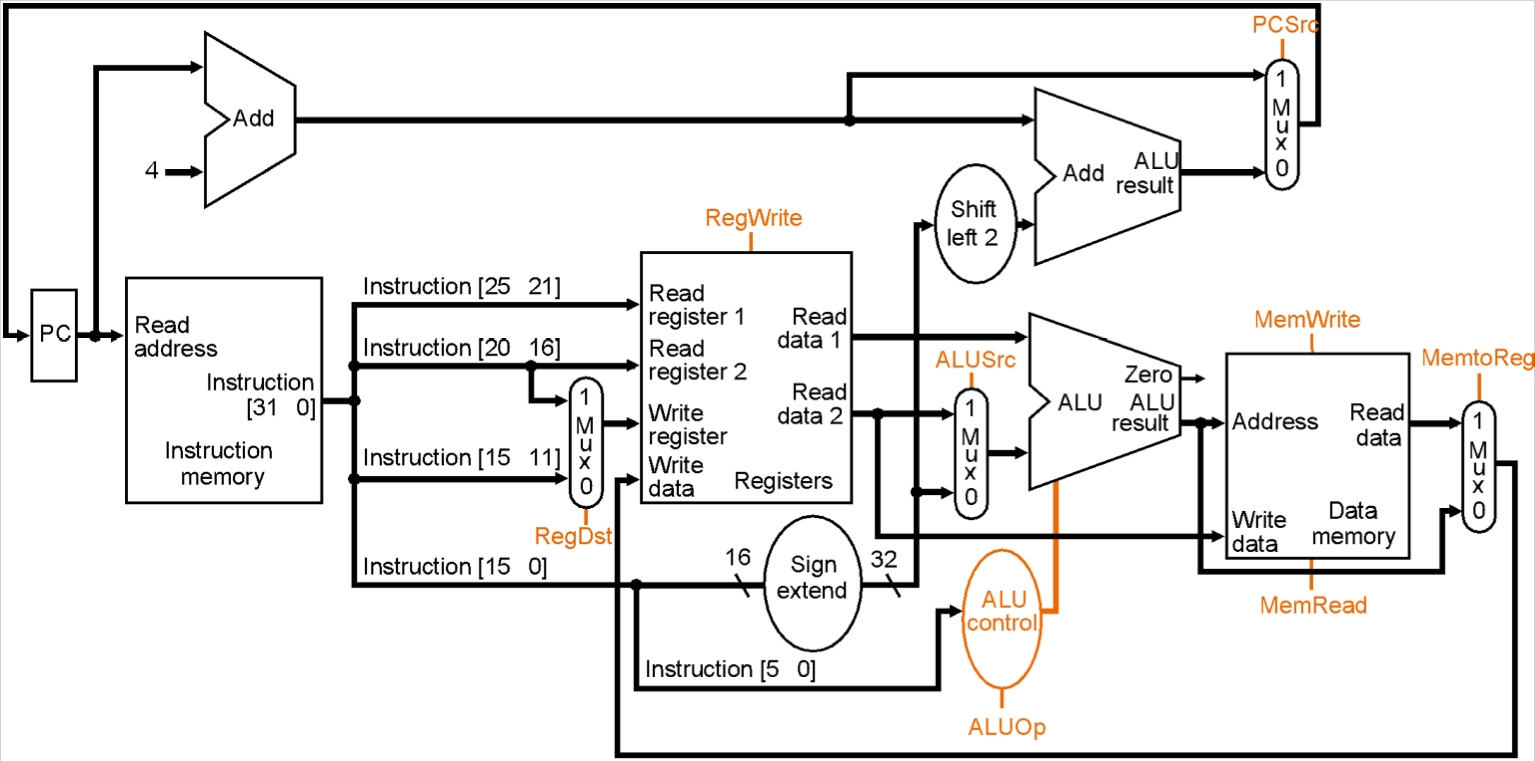 PCSrc
1
M
u
x
0
Add
4
Add
ALU
result
Shift
left 2
RegWrite
PC
Read
address
Instruction
[31 0]
Instruction
memory
Instruction [25 21]
Instruction [20 16]
Instruction [15 11]
Instruction [15 0]
Instruction [5 0]
1
M
u
x
0
RegDst
Read
register 1
Read
register 2
Write
register
Write
data
Read
data 1
Read
data 2
Registers
16
Sign
extend
32
ALUSrc
1
M
u
x
0
Zero
ALU
ALU
result
ALU
control
ALUOp
MemWrite
Address
Read
data
Write
data
Data
memory
MemRead
MemtoReg
1
M
u
x
0